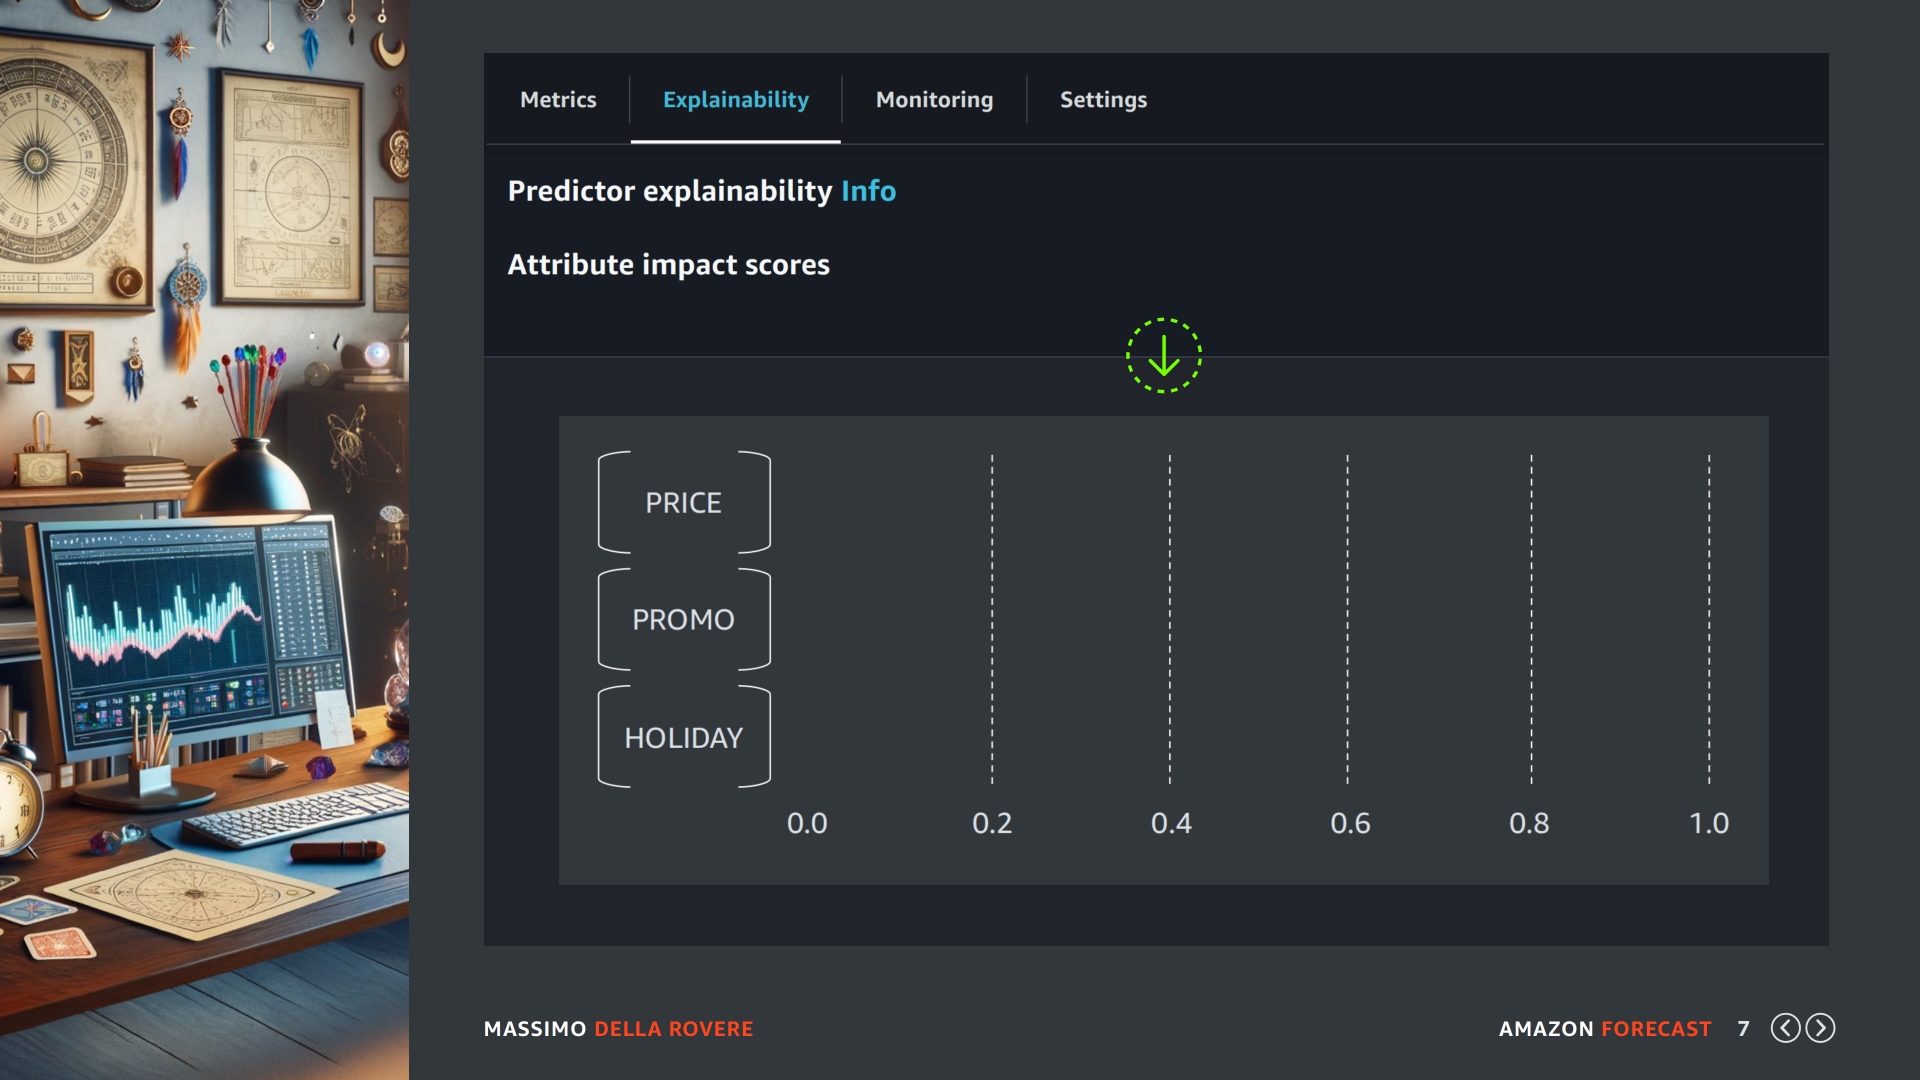 Metrics
Explainability
Monitoring
Settings
Predictor explainability Info
Attribute impact scores
PRICE
PROMO
HOLIDAY
0.0 0.2 0.4 0.6 0.8 1.0
MASSIMO DELLA ROVERE
AMAZON FORECAST 7